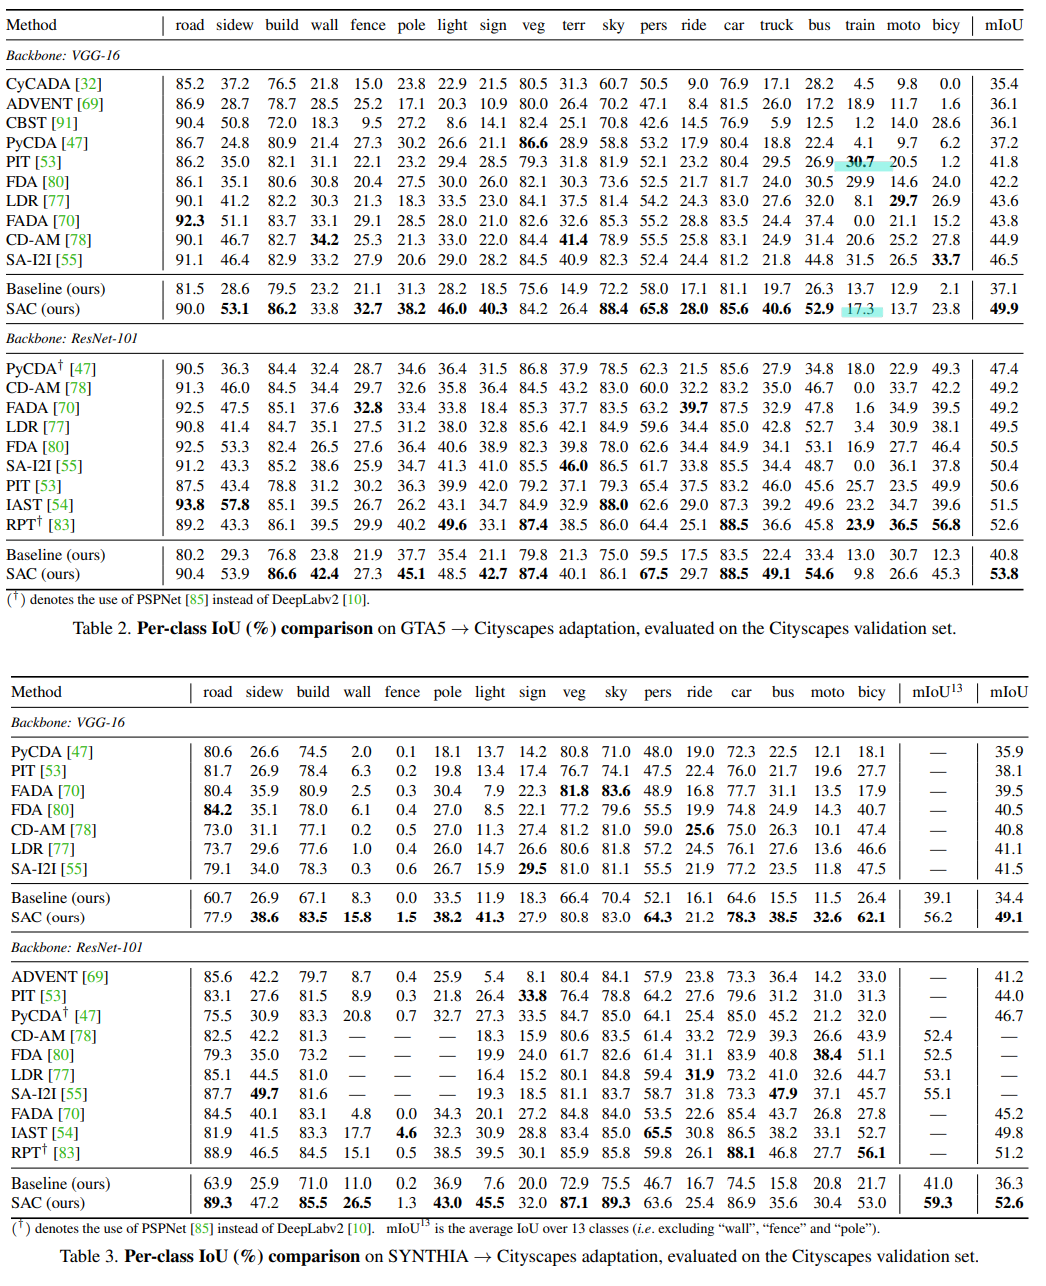 Method road sidew build wall fence pole light sign veg terr sky pers ride car truck bus train moto bicy mIoU
Backbone: VGG-16
CyCADA [32] 85.2 37.2 76.5 21.8 15.0 23.8 22.9 21.5 80.5 31.3 60.7 50.5 9.0 76.9 17.1 28.2 4.5 9.8 0.0 35.4
ADVENT [69] 86.9 28.7 78.7 28.5 25.2 17.1 20.3 10.9 80.0 26.4 70.2 47.1 8.4 81.5 26.0 17.2 18.9 11.7 1.6 36.1
CBST [91] 90.4 50.8 72.0 18.3 9.5 27.2 8.6 14.1 82.4 25.1 70.8 42.6 14.5 76.9 5.9 12.5 1.2 14.0 28.6 36.1
PyCDA [47] 86.7 24.8 80.9 21.4 27.3 30.2 26.6 21.1 86.6 28.9 58.8 53.2 17.9 80.4 18.8 22.4 4.1 9.7 6.2 37.2
PIT [53] 86.2 35.0 82.1 31.1 22.1 23.2 29.4 28.5 79.3 31.8 81.9 52.1 23.2 80.4 29.5 26.9 30.7 20.5 1.2 41.8
FDA [80] 86.1 35.1 80.6 30.8 20.4 27.5 30.0 26.0 82.1 30.3 73.6 52.5 21.7 81.7 24.0 30.5 29.9 14.6 24.0 42.2
LDR [77] 90.1 41.2 82.2 30.3 21.3 18.3 33.5 23.0 84.1 37.5 81.4 54.2 24.3 83.0 27.6 32.0 8.1 29.7 26.9 43.6
FADA [70] 92.3 51.1 83.7 33.1 29.1 28.5 28.0 21.0 82.6 32.6 85.3 55.2 28.8 83.5 24.4 37.4 0.0 21.1 15.2 43.8
CD-AM [78] 90.1 46.7 82.7 34.2 25.3 21.3 33.0 22.0 84.4 41.4 78.9 55.5 25.8 83.1 24.9 31.4 20.6 25.2 27.8 44.9
SA-I2I [55] 91.1 46.4 82.9 33.2 27.9 20.6 29.0 28.2 84.5 40.9 82.3 52.4 24.4 81.2 21.8 44.8 31.5 26.5 33.7 46.5
Baseline (ours) 81.5 28.6 79.5 23.2 21.1 31.3 28.2 18.5 75.6 14.9 72.2 58.0 17.1 81.1 19.7 26.3 13.7 12.9 2.1 37.1
SAC (ours) 90.0 53.1 86.2 33.8 32.7 38.2 46.0 40.3 84.2 26.4 88.4 65.8 28.0 85.6 40.6 52.9 17.3 13.7 23.8 49.9
Backbone: ResNet-101
PyCDA† [47] 90.5 36.3 84.4 32.4 28.7 34.6 36.4 31.5 86.8 37.9 78.5 62.3 21.5 85.6 27.9 34.8 18.0 22.9 49.3 47.4
CD-AM [78] 91.3 46.0 84.5 34.4 29.7 32.6 35.8 36.4 84.5 43.2 83.0 60.0 32.2 83.2 35.0 46.7 0.0 33.7 42.2 49.2
FADA [70] 92.5 47.5 85.1 37.6 32.8 33.4 33.8 18.4 85.3 37.7 83.5 63.2 39.7 87.5 32.9 47.8 1.6 34.9 39.5 49.2
LDR [77] 90.8 41.4 84.7 35.1 27.5 31.2 38.0 32.8 85.6 42.1 84.9 59.6 34.4 85.0 42.8 52.7 3.4 30.9 38.1 49.5
FDA [80] 92.5 53.3 82.4 26.5 27.6 36.4 40.6 38.9 82.3 39.8 78.0 62.6 34.4 84.9 34.1 53.1 16.9 27.7 46.4 50.5
SA-I2I [55] 91.2 43.3 85.2 38.6 25.9 34.7 41.3 41.0 85.5 46.0 86.5 61.7 33.8 85.5 34.4 48.7 0.0 36.1 37.8 50.4
PIT [53] 87.5 43.4 78.8 31.2 30.2 36.3 39.9 42.0 79.2 37.1 79.3 65.4 37.5 83.2 46.0 45.6 25.7 23.5 49.9 50.6
IAST [54] 93.8 57.8 85.1 39.5 26.7 26.2 43.1 34.7 84.9 32.9 88.0 62.6 29.0 87.3 39.2 49.6 23.2 34.7 39.6 51.5
RPT† [83] 89.2 43.3 86.1 39.5 29.9 40.2 49.6 33.1 87.4 38.5 86.0 64.4 25.1 88.5 36.6 45.8 23.9 36.5 56.8 52.6
Baseline (ours) 80.2 29.3 76.8 23.8 21.9 37.7 35.4 21.1 79.8 21.3 75.0 59.5 17.5 83.5 22.4 33.4 13.0 30.7 12.3 40.8
SAC (ours) 90.4 53.9 86.6 42.4 27.3 45.1 48.5 42.7 87.4 40.1 86.1 67.5 29.7 88.5 49.1 54.6 9.8 26.6 45.3 53.8
(†) denotes the use of PSPNet [85] instead of DeepLabv2 [10].
Table 2. Per-class IoU (%) comparison on GTA5 → Cityscapes adaptation, evaluated on the Cityscapes validation set.
Method road sidew build wall fence pole light sign veg sky pers ride car bus moto bicy mIoU¹³ mIoU
Backbone: VGG-16
PyCDA [47] 80.6 26.6 74.5 2.0 0.1 18.1 13.7 14.2 80.8 71.0 48.0 19.0 72.3 22.5 12.1 18.1 — 35.9
PIT [53] 81.7 26.9 78.4 6.3 0.2 19.8 13.4 17.4 76.7 74.1 47.5 22.4 76.0 21.7 19.6 27.7 — 38.1
FADA [70] 80.4 35.9 80.9 2.5 0.3 30.4 7.9 22.3 81.8 83.6 48.9 16.8 77.7 31.1 13.5 17.9 — 39.5
FDA [80] 84.2 35.1 78.0 6.1 0.4 27.0 8.5 22.1 77.2 79.6 55.5 19.9 74.8 24.9 14.3 40.7 — 40.5
CD-AM [78] 73.0 31.1 77.1 0.2 0.5 27.0 11.3 27.4 81.2 81.0 59.0 25.6 75.0 26.3 10.1 47.4 — 40.8
LDR [77] 73.7 29.6 77.6 1.0 0.4 26.0 14.7 26.6 80.6 81.8 57.2 24.5 76.1 27.6 13.6 46.6 — 41.1
SA-I2I [55] 79.1 34.0 78.3 0.3 0.6 26.7 15.9 29.5 81.0 81.1 55.5 21.9 77.2 23.5 11.8 47.5 — 41.5
Baseline (ours) 60.7 26.9 67.1 8.3 0.0 33.5 11.9 18.3 66.4 70.4 52.1 16.1 64.6 15.5 11.5 26.4 39.1 34.4
SAC (ours) 77.9 38.6 83.5 15.8 1.5 38.2 41.3 27.9 80.8 83.0 64.3 21.2 78.3 38.5 32.6 62.1 56.2 49.1
Backbone: ResNet-101
ADVENT [69] 85.6 42.2 79.7 8.7 0.4 25.9 5.4 8.1 80.4 84.1 57.9 23.8 73.3 36.4 14.2 33.0 — 41.2
PIT [53] 83.1 27.6 81.5 8.9 0.3 21.8 26.4 33.8 76.4 78.8 64.2 27.6 79.6 31.2 31.0 31.3 — 44.0
PyCDA† [47] 75.5 30.9 83.3 20.8 0.7 32.7 27.3 33.5 84.7 85.0 64.1 25.4 85.0 45.2 21.2 32.0 — 46.7
CD-AM [78] 82.5 42.2 81.3 — — — 18.3 15.9 80.6 83.5 61.4 33.2 72.9 39.3 26.6 43.9 52.4 —
FDA [80] 79.3 35.0 73.2 — — — 19.9 24.0 61.7 82.6 61.4 31.1 83.9 40.8 38.4 51.1 52.5 —
LDR [77] 85.1 44.5 81.0 — — — 16.4 15.2 80.1 84.8 59.4 31.9 73.2 41.0 32.6 44.7 53.1 —
SA-I2I [55] 87.7 49.7 81.6 — — — 19.3 18.5 81.1 83.7 58.7 31.8 73.3 47.9 37.1 45.7 55.1 —
FADA [70] 84.5 40.1 83.1 4.8 0.0 34.3 20.1 27.2 84.8 84.0 53.5 22.6 85.4 43.7 26.8 27.8 — 45.2
IAST [54] 81.9 41.5 83.3 17.7 4.6 32.3 30.9 28.8 83.4 85.0 65.5 30.8 86.5 38.2 33.1 52.7 — 49.8
RPT† [83] 88.9 46.5 84.5 15.1 0.5 38.5 39.5 30.1 85.9 85.8 59.8 26.1 88.1 46.8 27.7 56.1 — 51.2
Baseline (ours) 63.9 25.9 71.0 11.0 0.2 36.9 7.6 20.0 72.9 75.5 46.7 16.7 74.5 15.8 20.8 21.7 41.0 36.3
SAC (ours) 89.3 47.2 85.5 26.5 1.3 43.0 45.5 32.0 87.1 89.3 63.6 25.4 86.9 35.6 30.4 53.0 59.3 52.6
(†) denotes the use of PSPNet [85] instead of DeepLabv2 [10]. mIoU¹³ is the average IoU over 13 classes (i.e. excluding “wall”, “fence” and “pole”).
Table 3. Per-class IoU (%) comparison on SYNTHIA → Cityscapes adaptation, evaluated on the Cityscapes validation set.